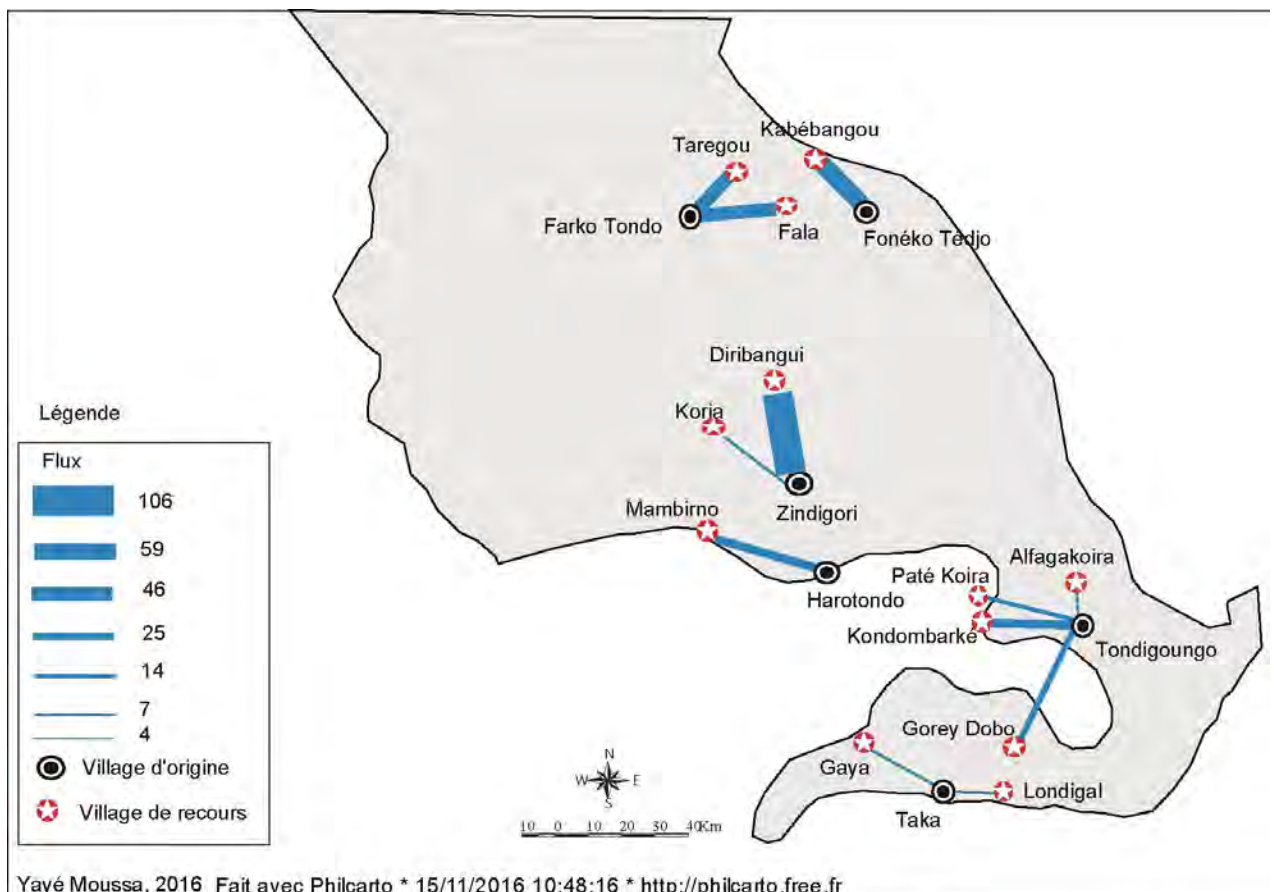 Kabébangou
Taregou
Farko Tondo
Fala
Fonéko Tédjo
Diribangui
Koria
Zindigori
Mambirno
Harotondo
Alfagakoira
Paté Koira
Kondombarké
Tondigoungo
Gorey Dobo
Gaya
Londigal
Taka
Légende
Flux
106
59
46
25
14
7
4
Village d'origine
Village de recours
N
W E
S
10 0 10 20 30 40Km
Yayé Moussa, 2016 Fait avec Philcarto * 15/11/2016 10:48:16 * http://philcarto.free.fr